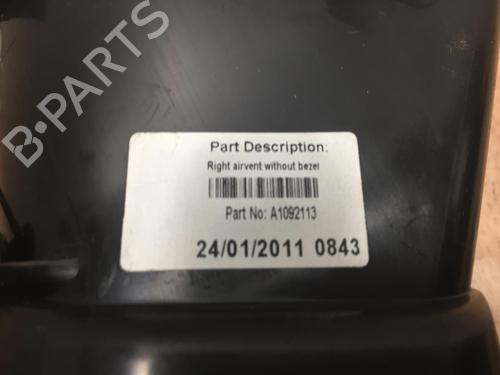 B-PARTS
Part Description:
Right airvent without bezel
Part No: A1092113
24/01/2011 0843